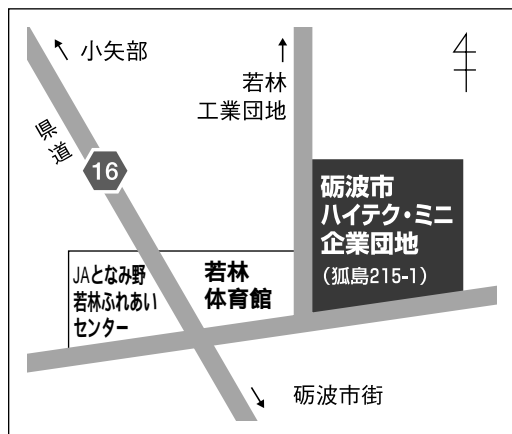 小矢部
若林
工業団地
県道
16
砺波市
ハイテク・ミニ
企業団地
（狐島215-1）
JAとなみ野
若林ふれあい
センター
若林
体育館
砺波市街